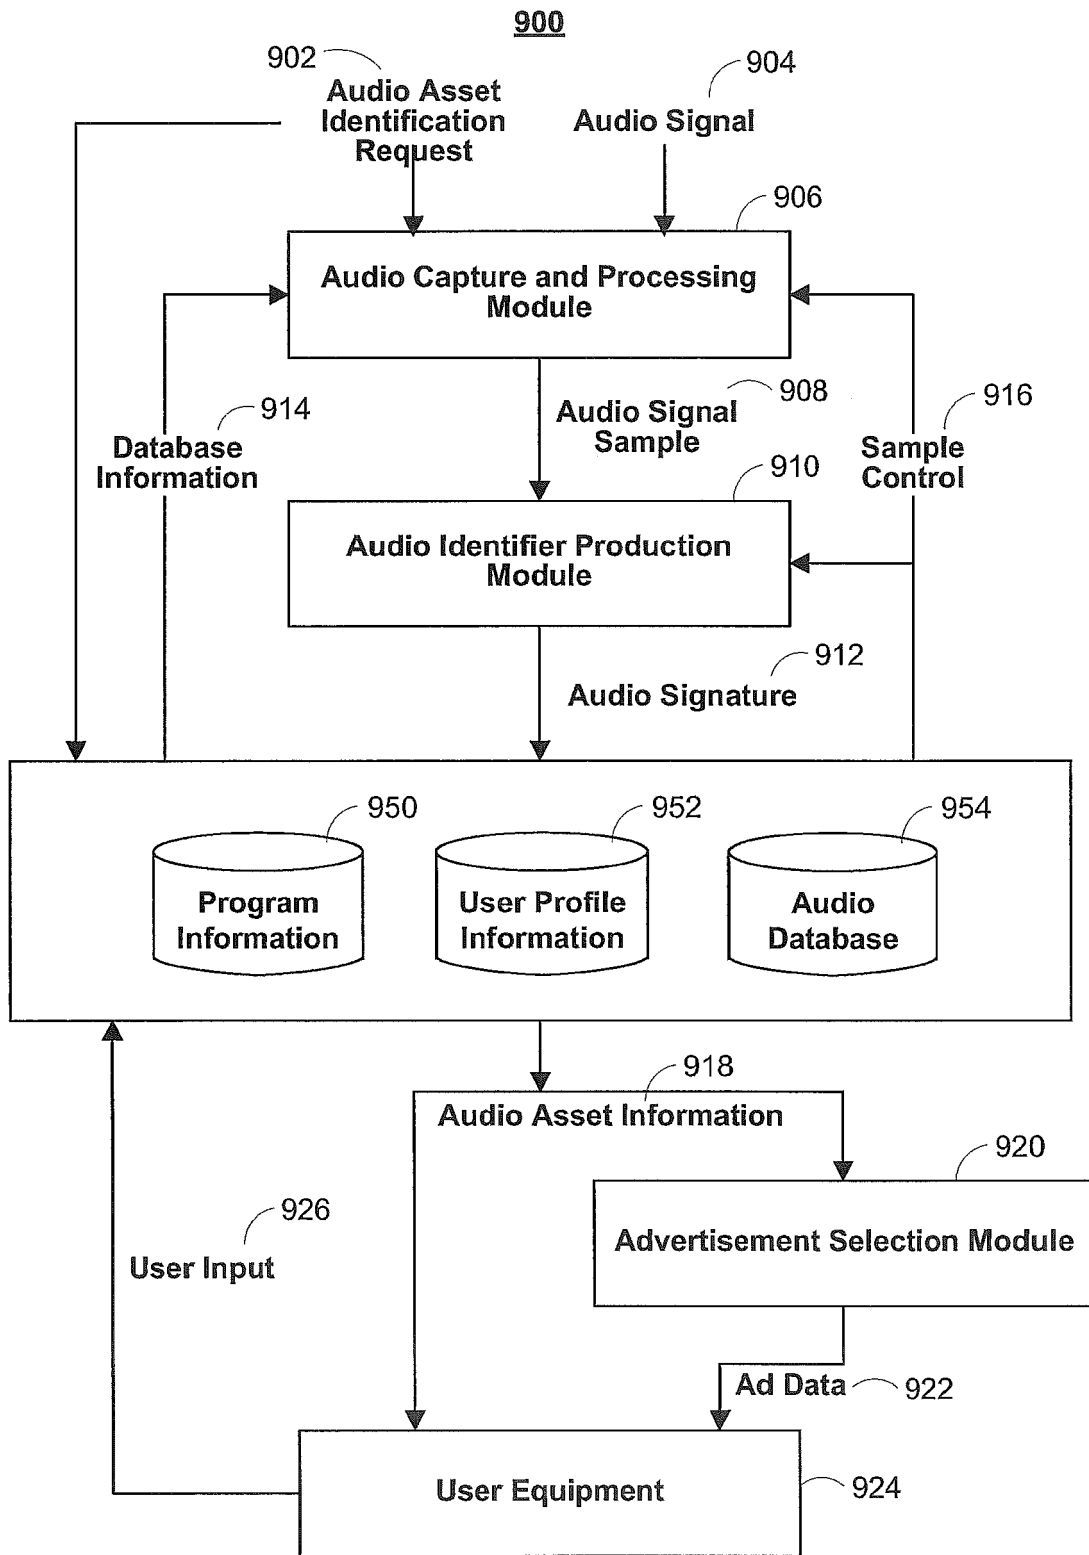 900
902
904
Audio Asset
Identification
Request
Audio Signal
906
Audio Capture and Processing
Module
908
Audio Signal
Sample
914
Database
Information
916
Sample
Control
910
Audio Identifier Production
Module
912
Audio Signature
950
Program
Information
952
User Profile
Information
954
Audio
Database
918
Audio Asset Information
920
Advertisement Selection Module
926
User Input
Ad Data
922
User Equipment
924